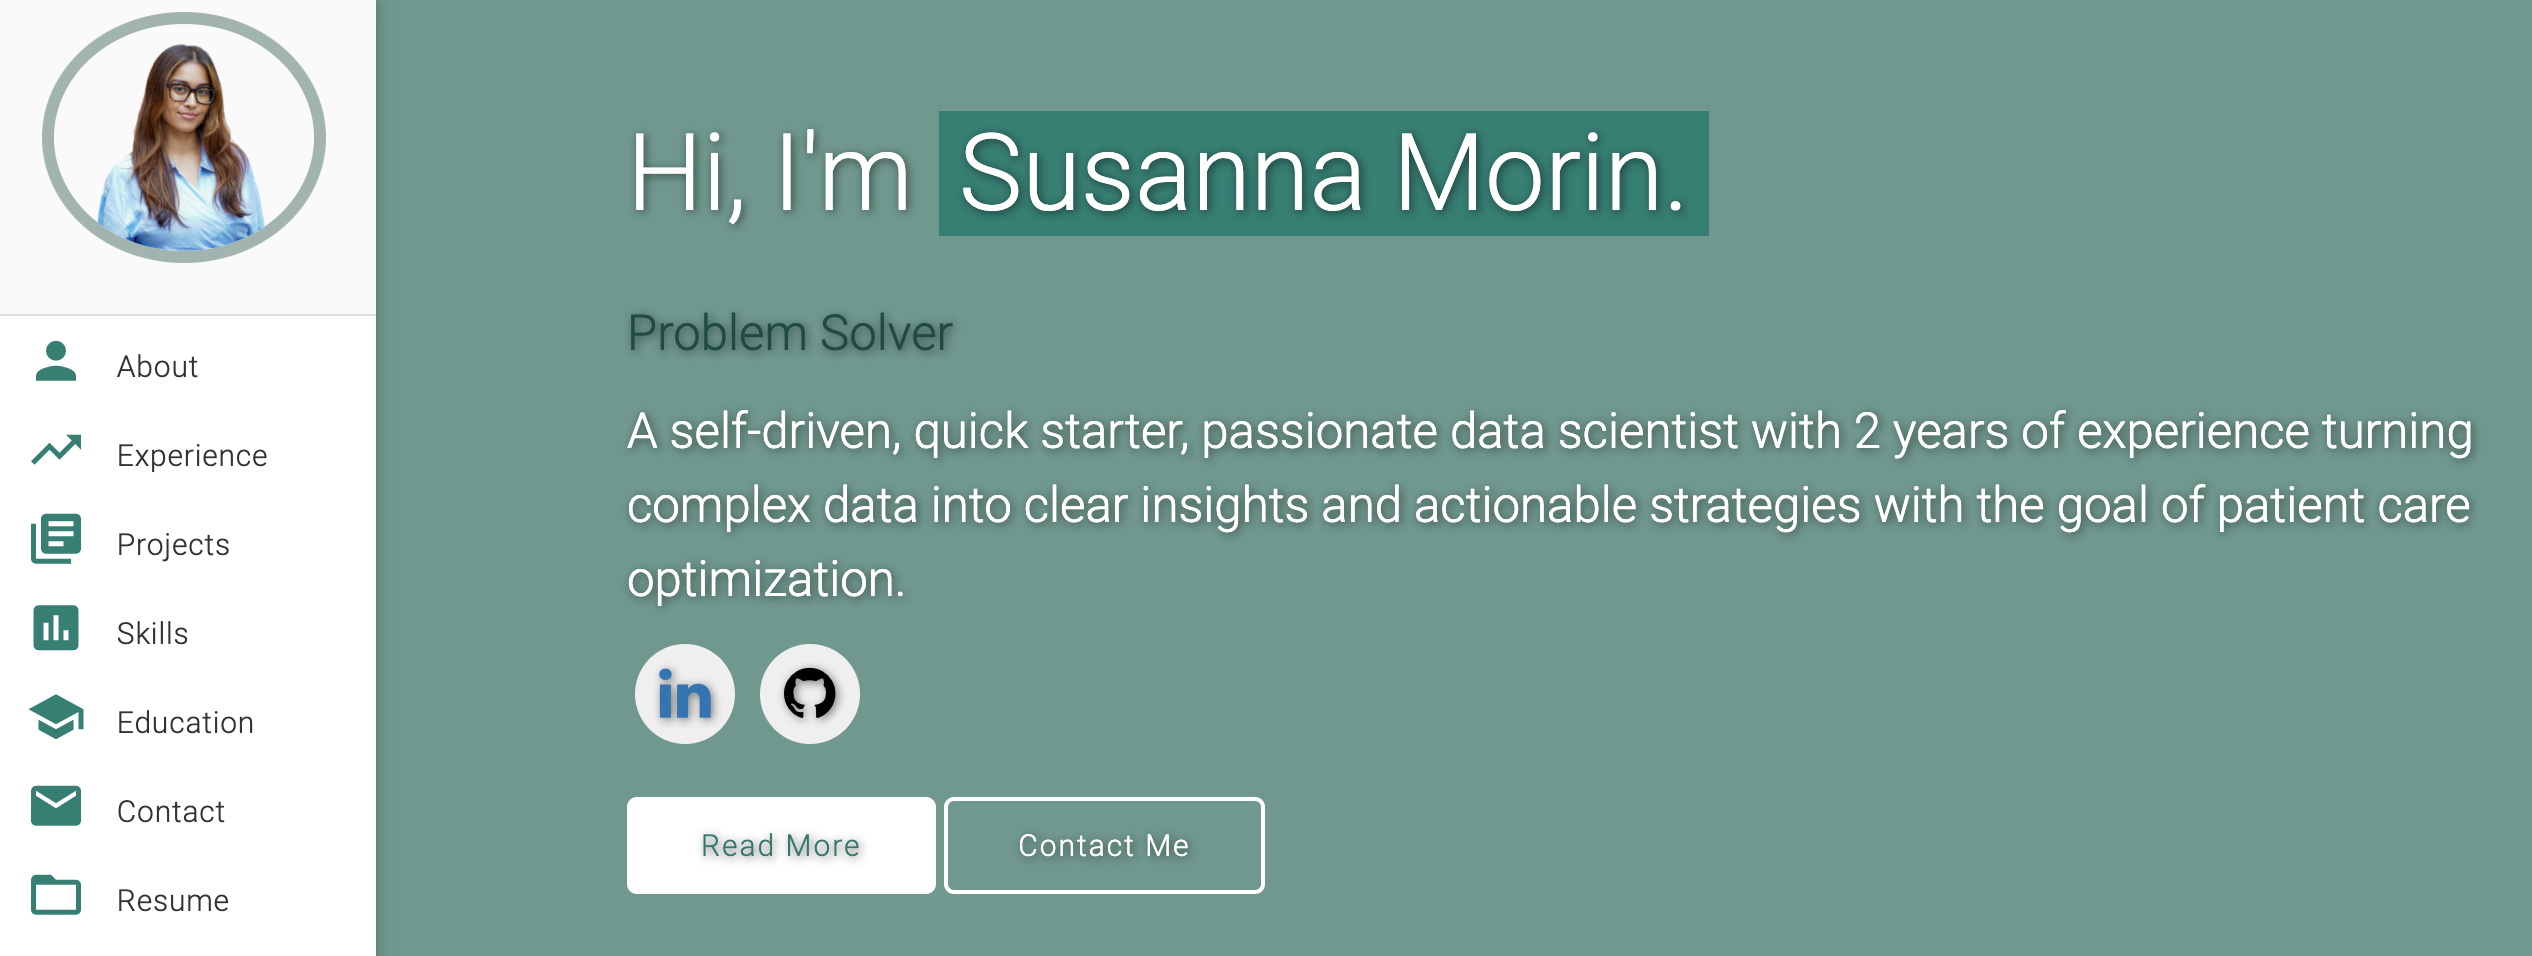 Hi, I'm Susanna Morin.
Problem Solver
A self-driven, quick starter, passionate data scientist with 2 years of experience turning
complex data into clear insights and actionable strategies with the goal of patient care
optimization.
in
Read More
Contact Me
About
Experience
Projects
Skills
Education
Contact
Resume